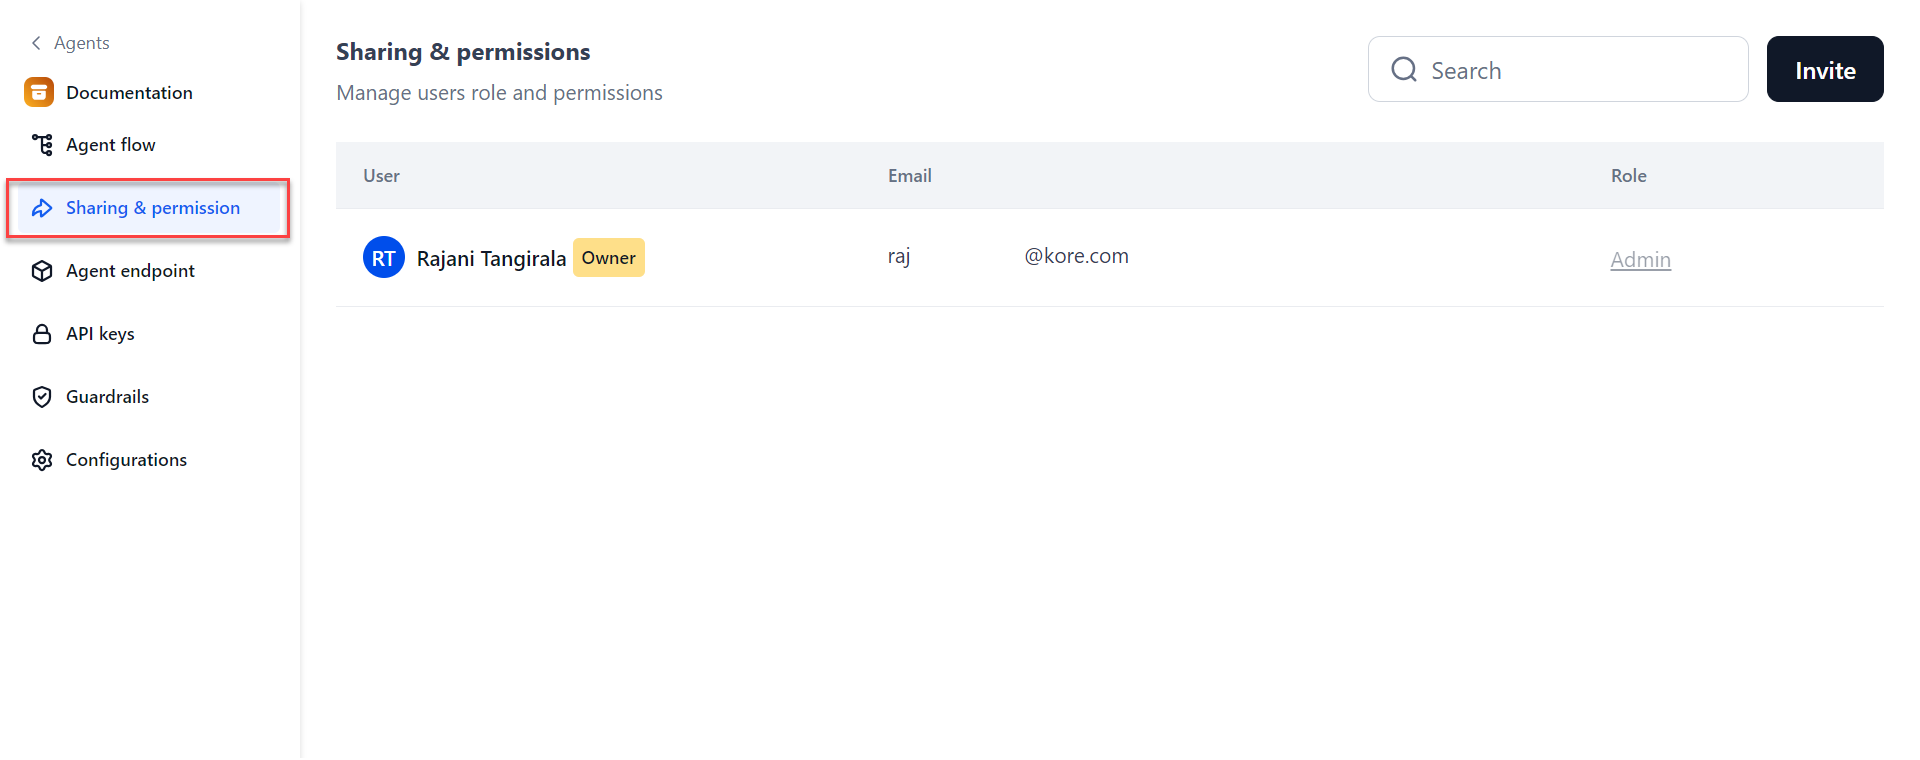 Agents
Documentation
Agent flow
Sharing & permission
Agent endpoint
API keys
Guardrails
Configurations
Sharing & permissions
Manage users role and permissions
Search
Invite
User Email Role
RT Rajani Tangirala Owner raj @kore.com Admin